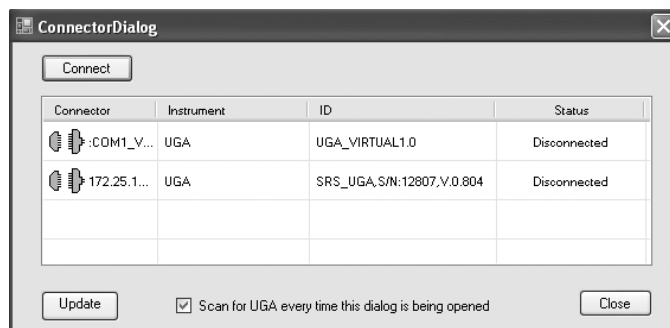 ConnectorDialog
Connect
Connector Instrument ID Status
:COM1_V... UGA UGA_VIRTUAL1.0 Disconnected
172.25.1... UGA SRS_UGA,S/N:12807,V.0.804 Disconnected
Update Scan for UGA every time this dialog is being opened Close